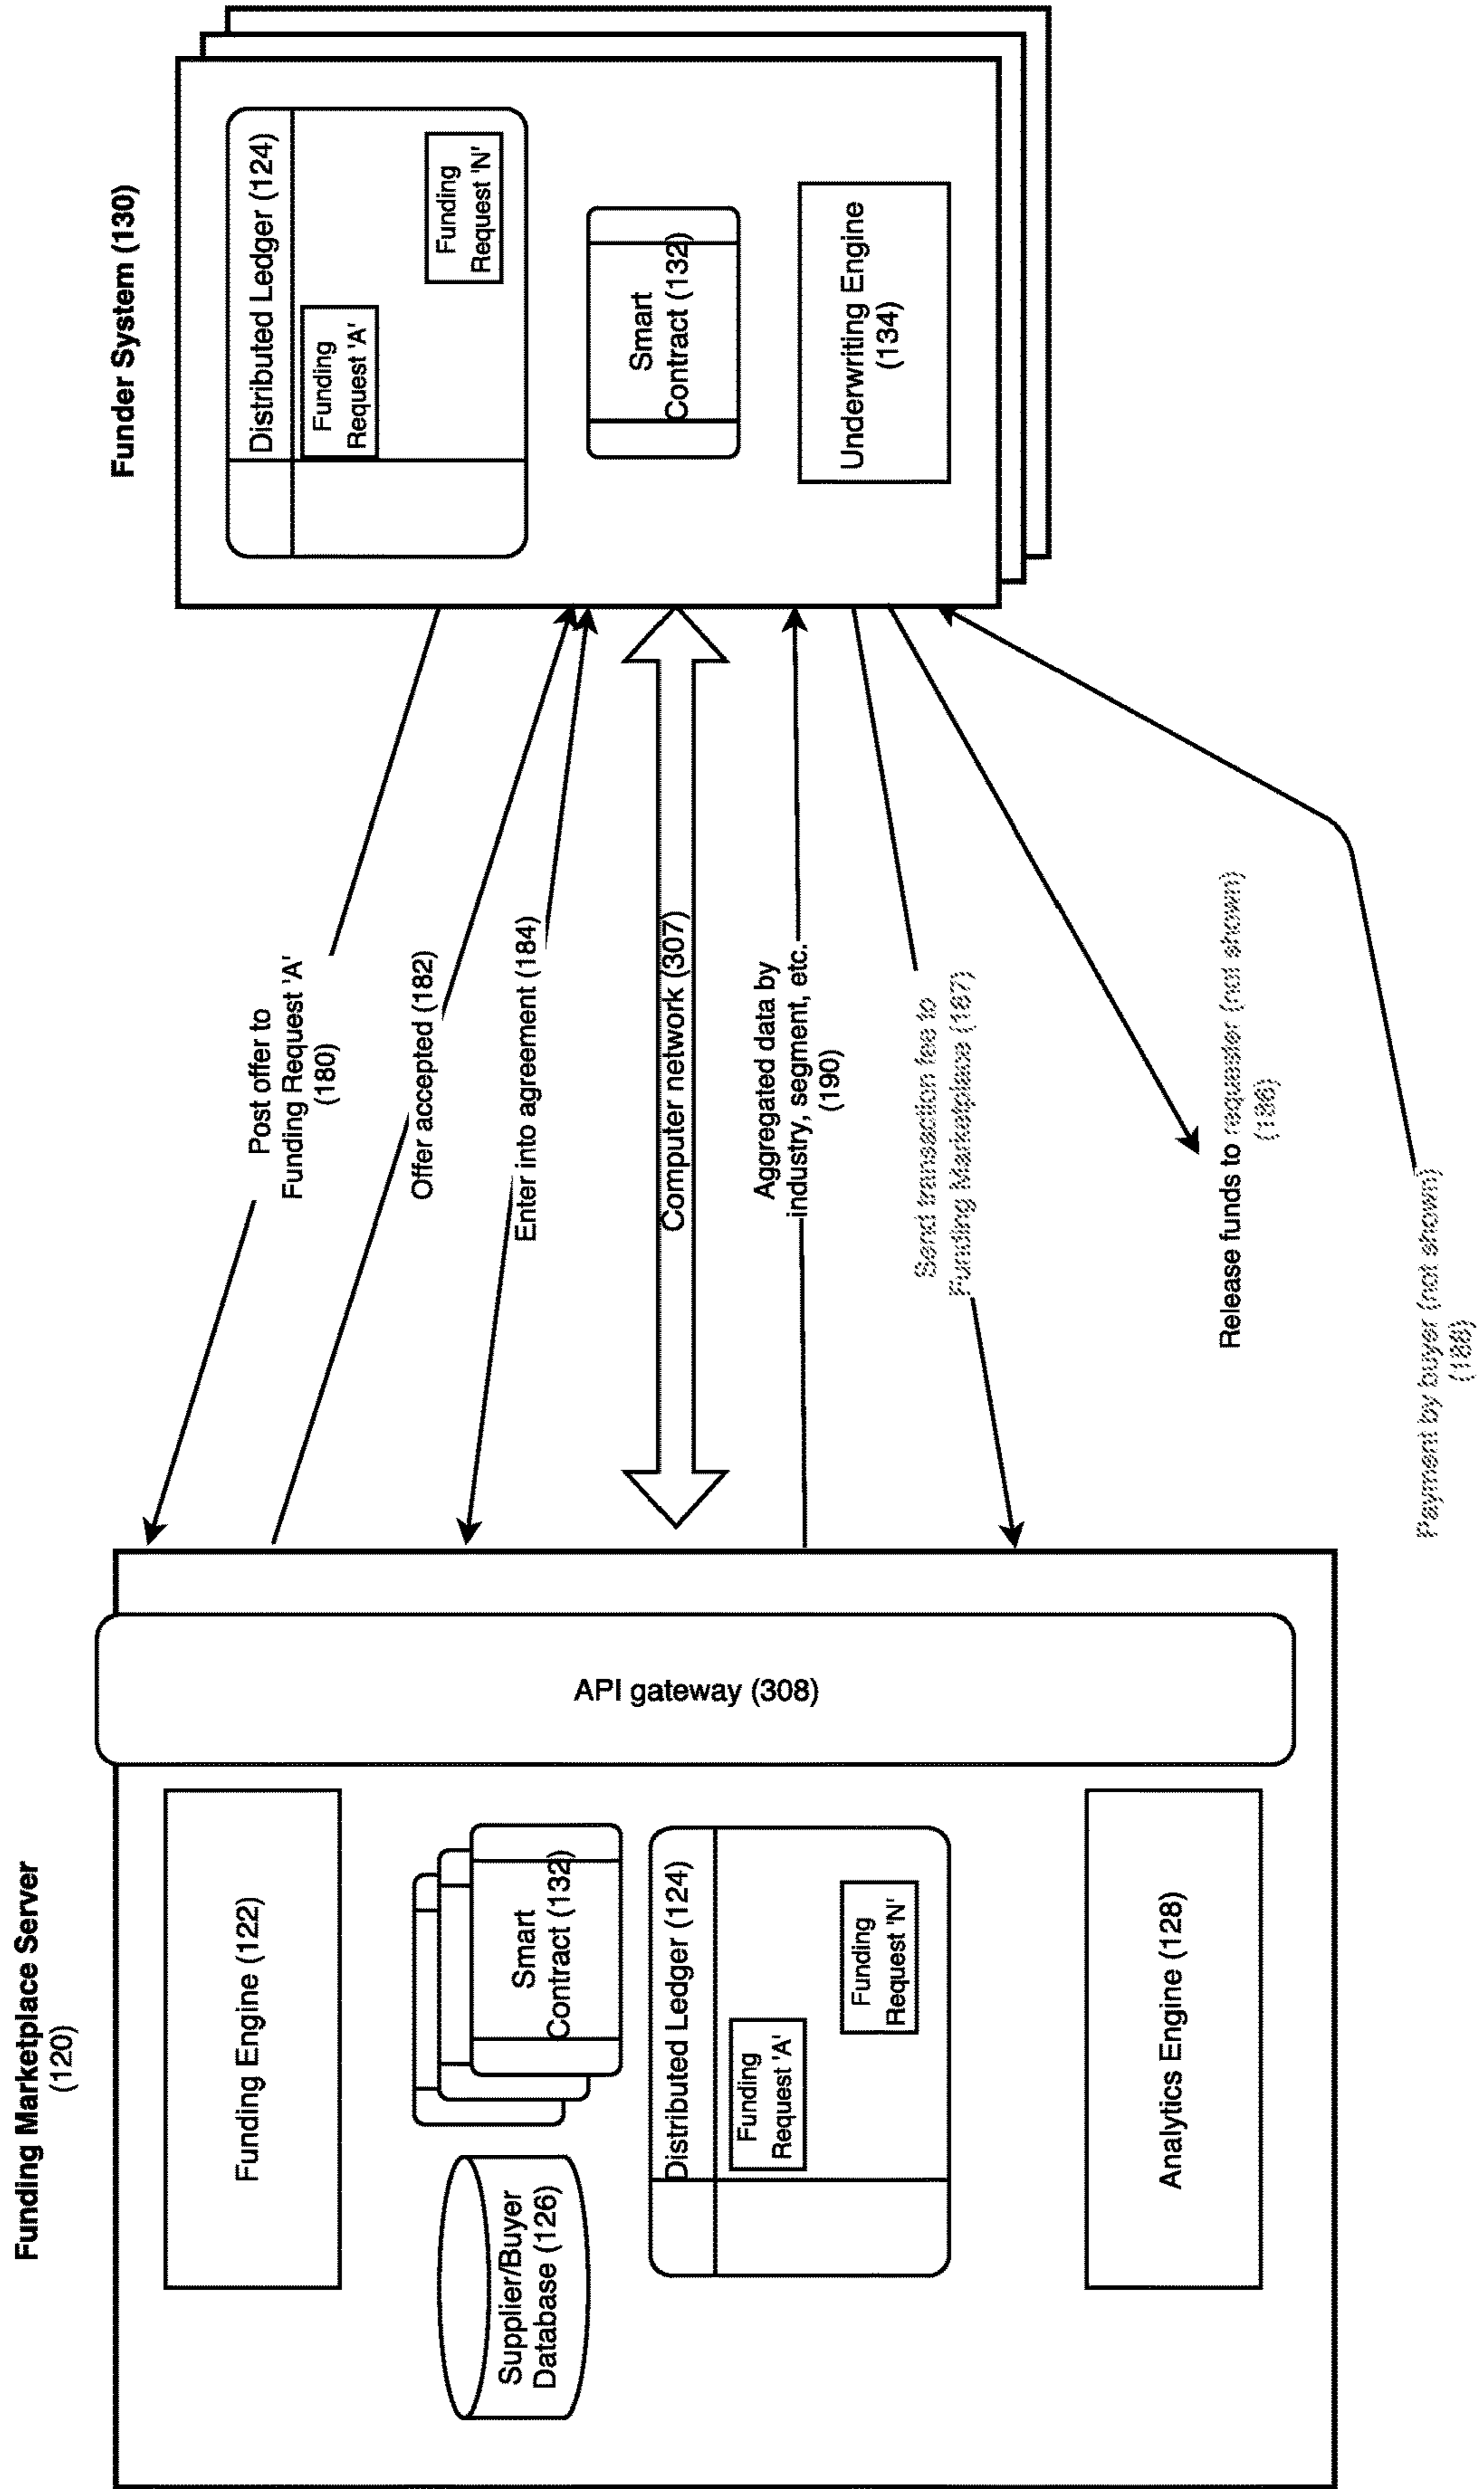 Funding Marketplace Server
(120)
Funding Engine (122)
Supplier/Buyer
Database (126)
Smart
Contract (132)
Distributed Ledger (124)
Funding
Request 'A'
Funding
Request 'N'
Analytics Engine (128)
API gateway (308)
Post offer to
Funding Request 'A'
(180)
Offer accepted (182)
Enter into agreement (184)
Computer network (307)
Aggregated data by
industry, segment, etc.
(190)
Send transaction fee to
Funding Marketplace (187)
Release funds to requester (not shown)
(186)
Payment by buyer (not shown)
(188)
Funder System (130)
Distributed Ledger (124)
Funding
Request 'A'
Funding
Request 'N'
Smart
Contract (132)
Underwriting Engine
(134)